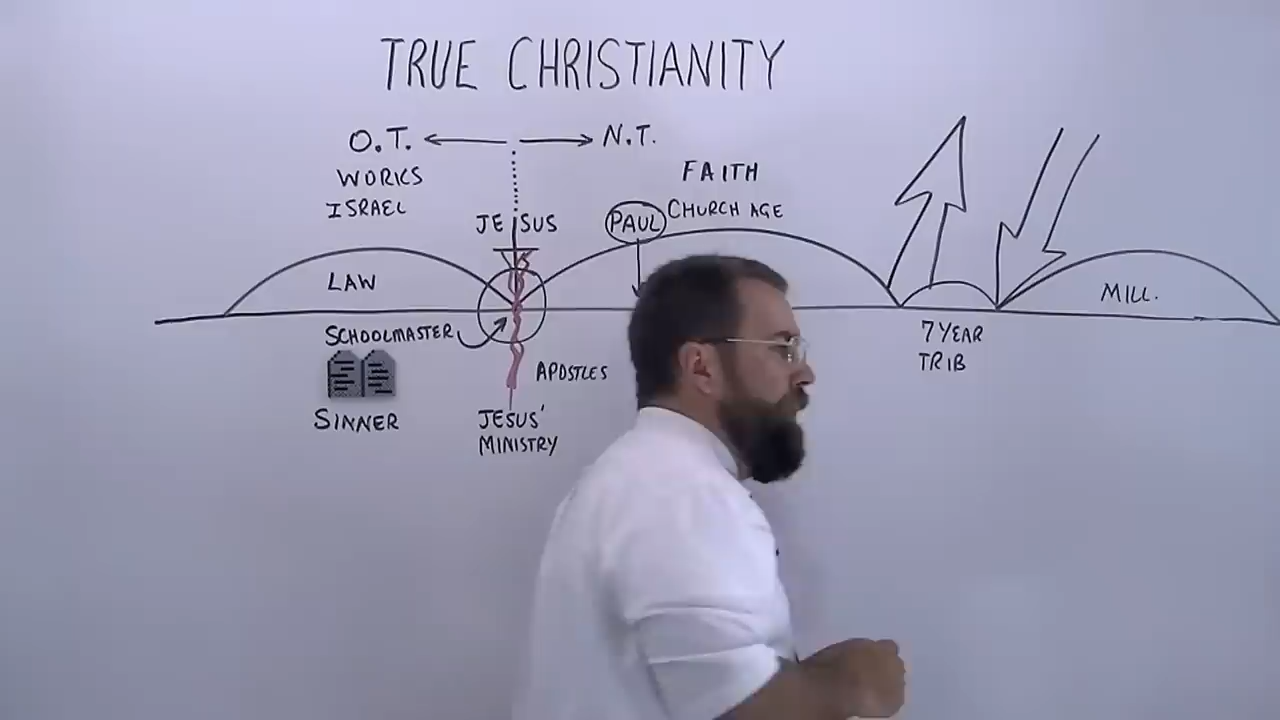 TRUE CHRISTIANITY
O.T.
N.T.
WORKS
ISRAEL
FAITH
CHURCH AGE
JESUS
PAUL
LAW
MILL.
SCHOOLMASTER
7 YEAR
TRIB
APOSTLES
SINNER
JESUS'
MINISTRY